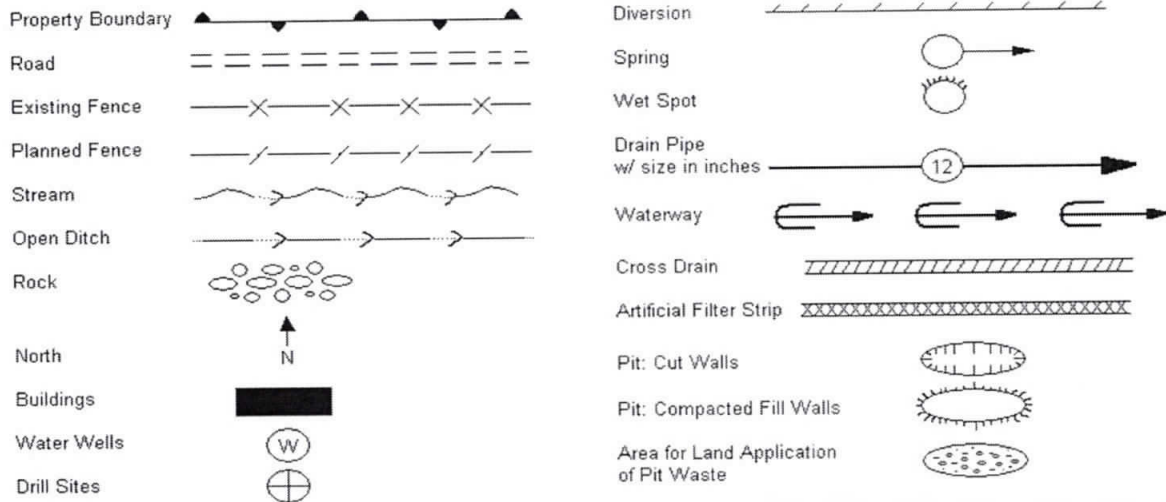 Property Boundary
Road
Existing Fence
Planned Fence
Stream
Open Ditch
Rock
North
N
Buildings
Water Wells
W
Drill Sites
Diversion
Spring
Wet Spot
Drain Pipe
w/ size in inches
12
Waterway
Cross Drain
Artificial Filter Strip
Pit: Cut Walls
Pit: Compacted Fill Walls
Area for Land Application
of Pit Waste